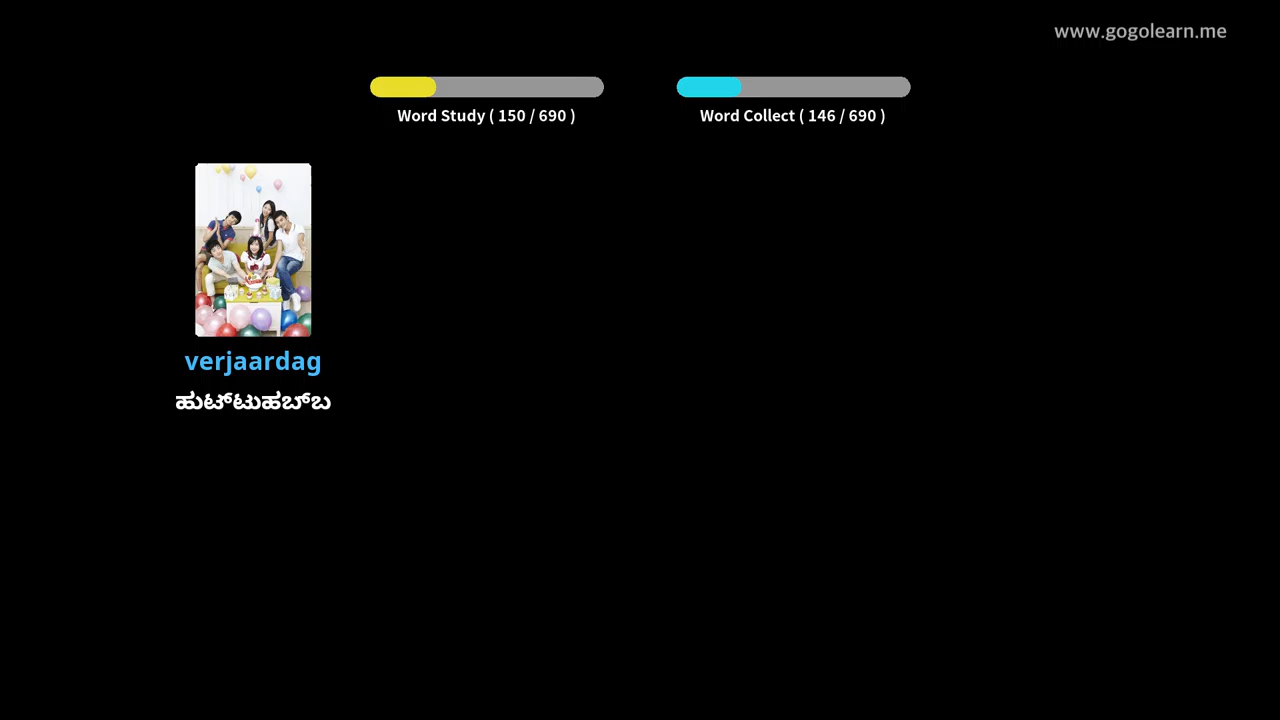 www.gogolearn.me
Word Study ( 150 / 690 )
Word Collect ( 146 / 690 )
verjaardag
ಹುಟ್‌ಟುಹಬ್‌ಬ